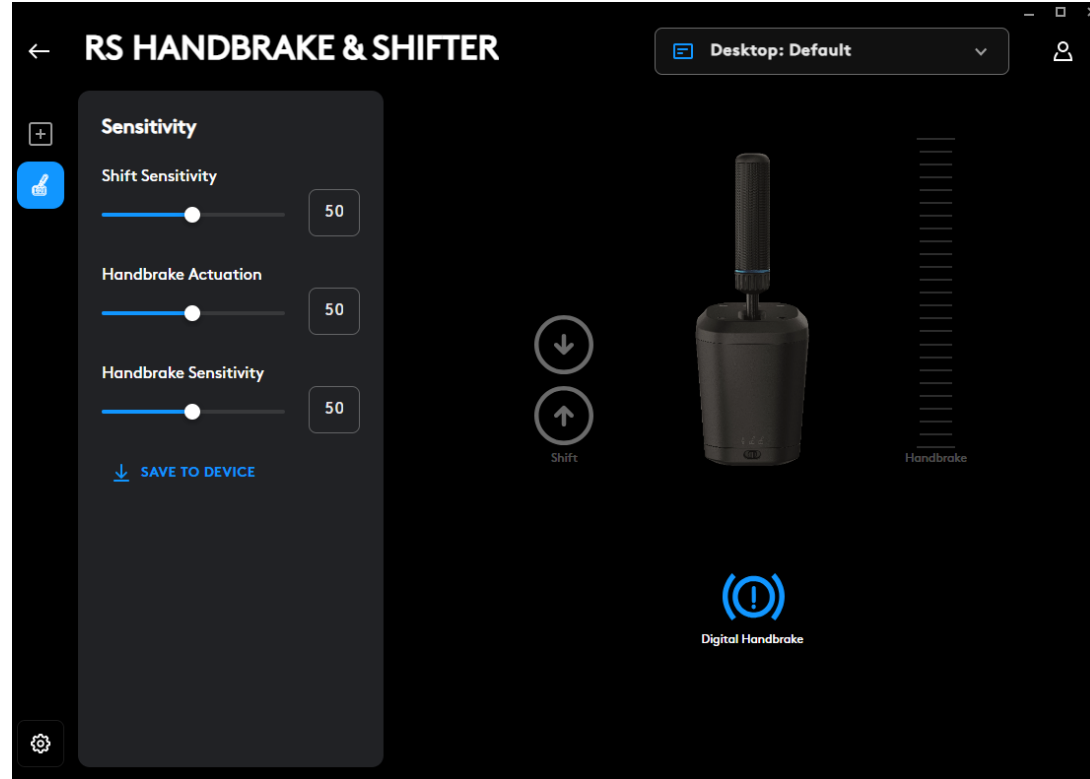 RS HANDBRAKE & SHIFTER
Desktop: Default
Sensitivity
Shift Sensitivity
50
Handbrake Actuation
50
Handbrake Sensitivity
50
SAVE TO DEVICE
Shift
Handbrake
Digital Handbrake